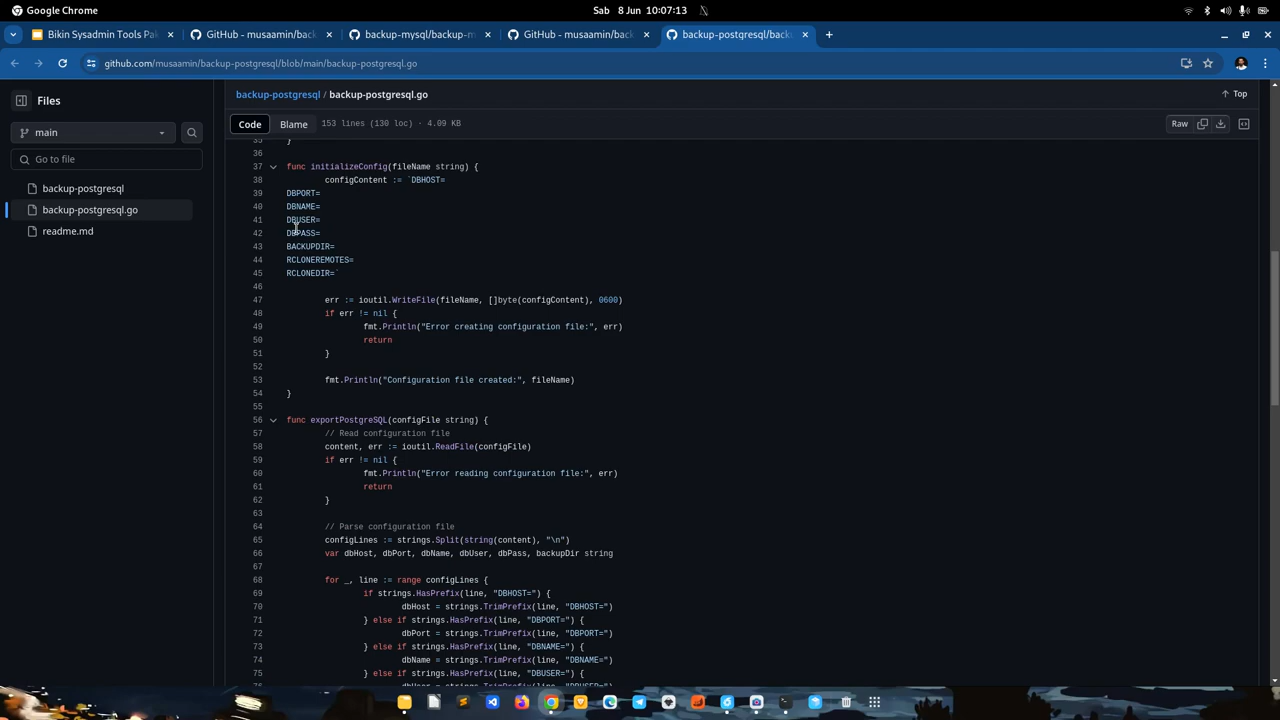 Google Chrome
Sab 8 Jun 10:07:13
Bikin Sysadmin Tools Pak
GitHub - musaamin/back
backup-mysql/backup-m
GitHub - musaamin/back
backup-postgresql/backup
github.com/musaamin/backup-postgresql/blob/main/backup-postgresql.go
Files
main
Go to file
backup-postgresql
backup-postgresql.go
readme.md
backup-postgresql / backup-postgresql.go
Top
Code Blame 153 lines (130 loc) · 4.09 KB
Raw
35 }
36
37 func initializeConfig(fileName string) {
38 configContent := `DBHOST=
39 DBPORT=
40 DBNAME=
41 DBUSER=
42 DBPASS=
43 BACKUPDIR=
44 RCLONEREMOTES=
45 RCLONEDIR=`
46
47 err := ioutil.WriteFile(fileName, []byte(configContent), 0600)
48 if err != nil {
49 fmt.Println("Error creating configuration file:", err)
50 return
51 }
52
53 fmt.Println("Configuration file created:", fileName)
54 }
55
56 func exportPostgreSQL(configFile string) {
57 // Read configuration file
58 content, err := ioutil.ReadFile(configFile)
59 if err != nil {
60 fmt.Println("Error reading configuration file:", err)
61 return
62 }
63
64 // Parse configuration file
65 configLines := strings.Split(string(content), "\n")
66 var dbHost, dbPort, dbName, dbUser, dbPass, backupDir string
67
68 for _, line := range configLines {
69 if strings.HasPrefix(line, "DBHOST=") {
70 dbHost = strings.TrimPrefix(line, "DBHOST=")
71 } else if strings.HasPrefix(line, "DBPORT=") {
72 dbPort = strings.TrimPrefix(line, "DBPORT=")
73 } else if strings.HasPrefix(line, "DBNAME=") {
74 dbName = strings.TrimPrefix(line, "DBNAME=")
75 } else if strings.HasPrefix(line, "DBUSER=") {